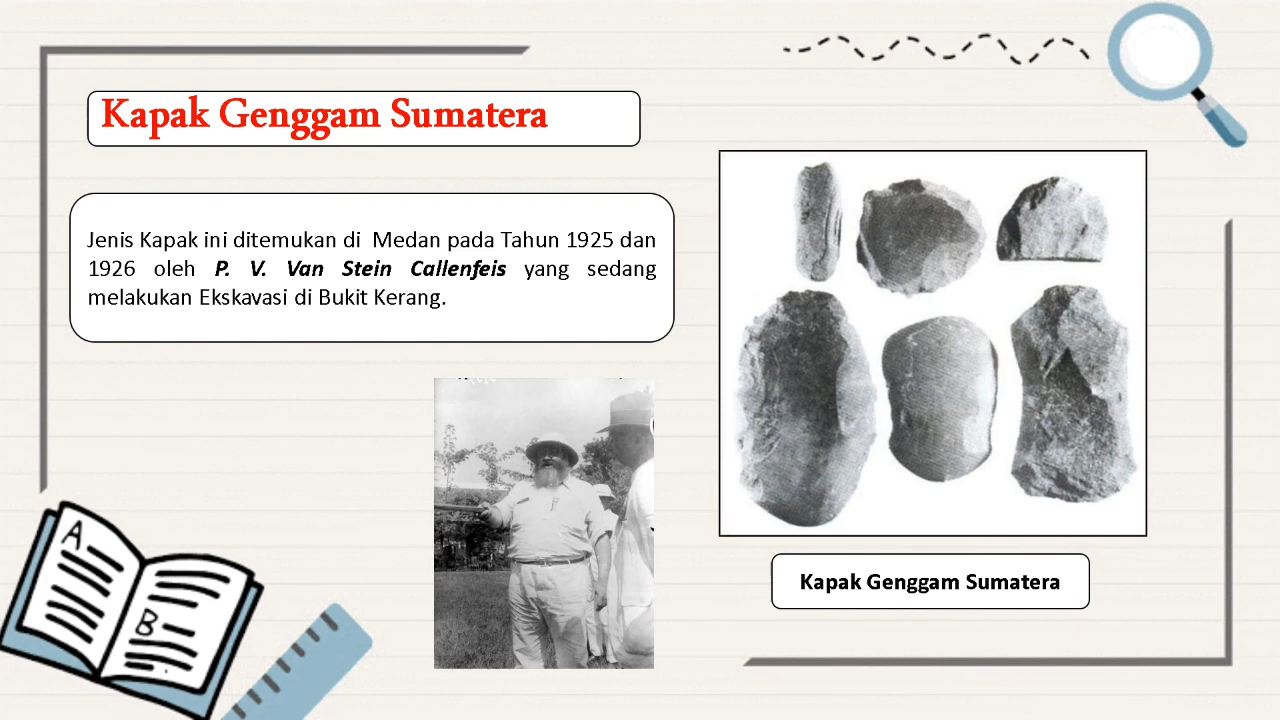 Kapak Genggam Sumatera
Jenis Kapak ini ditemukan di Medan pada Tahun 1925 dan
1926 oleh P. V. Van Stein Callenfeis yang sedang
melakukan Ekskavasi di Bukit Kerang.
Kapak Genggam Sumatera
A
B